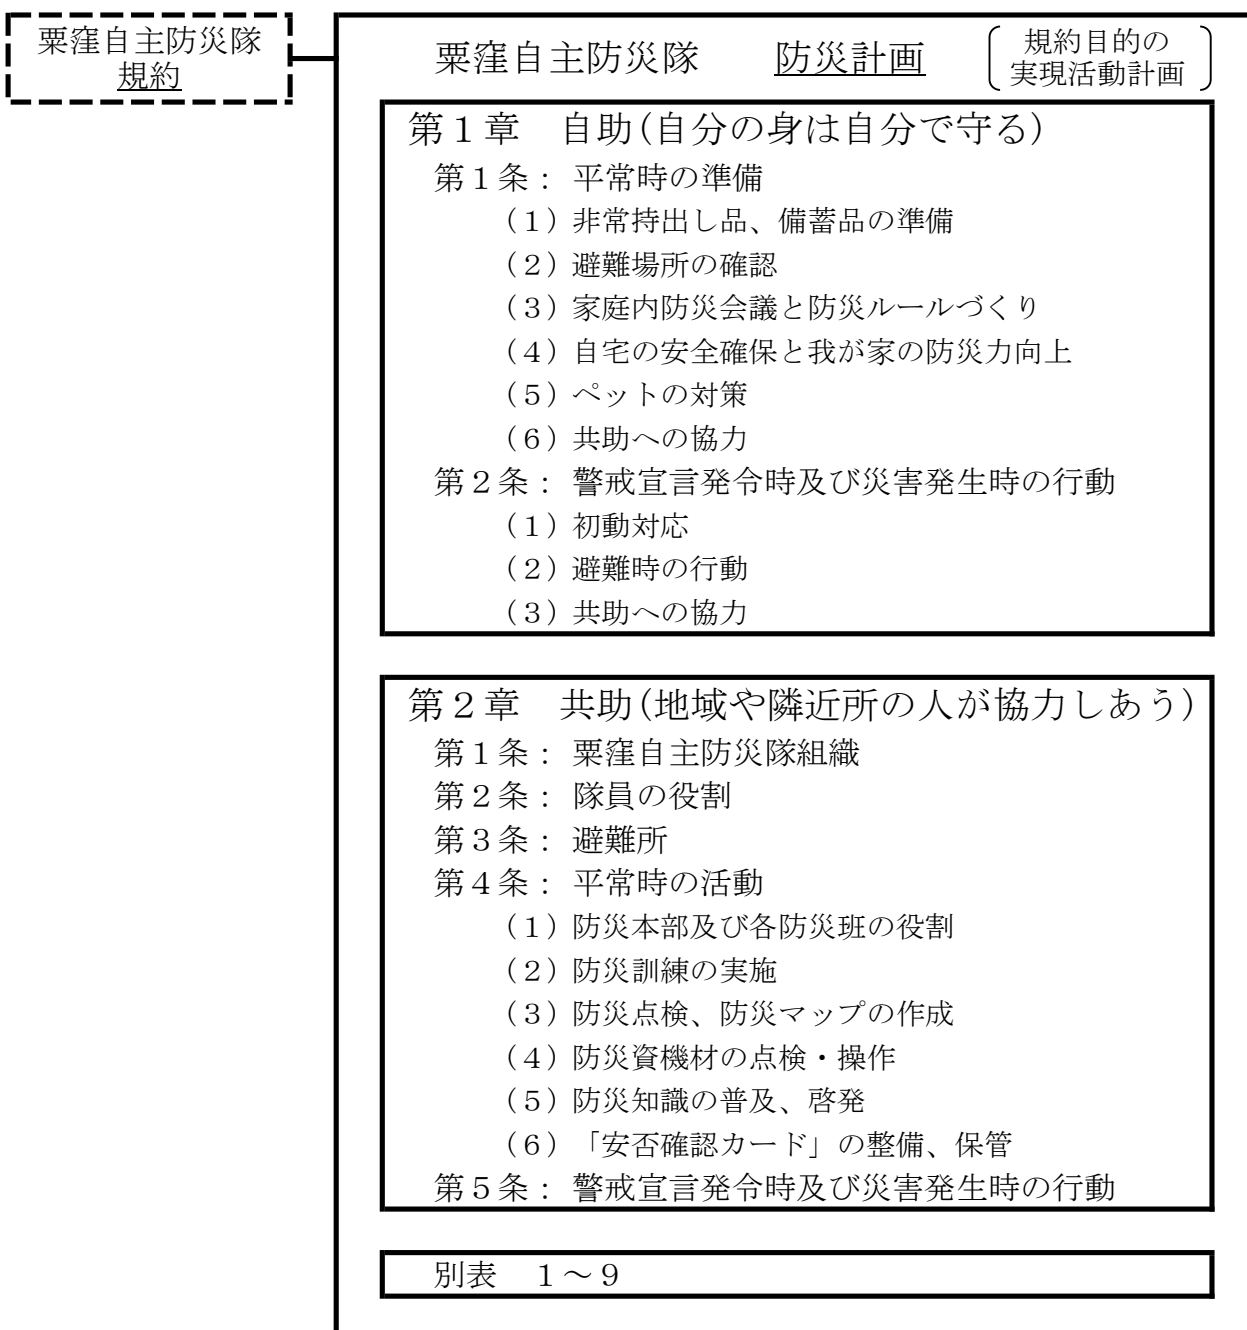 粟窪自主防災隊
規約
粟窪自主防災隊　防災計画
規約目的の
実現活動計画
第１章　自助(自分の身は自分で守る)
第１条： 平常時の準備
（１）非常持出し品、備蓄品の準備
（２）避難場所の確認
（３）家庭内防災会議と防災ルールづくり
（４）自宅の安全確保と我が家の防災力向上
（５）ペットの対策
（６）共助への協力
第２条： 警戒宣言発令時及び災害発生時の行動
（１）初動対応
（２）避難時の行動
（３）共助への協力
第２章　共助(地域や隣近所の人が協力しあう)
第１条： 粟窪自主防災隊組織
第２条： 隊員の役割
第３条： 避難所
第４条： 平常時の活動
（１）防災本部及び各防災班の役割
（２）防災訓練の実施
（３）防災点検、防災マップの作成
（４）防災資機材の点検・操作
（５）防災知識の普及、啓発
（６）「安否確認カード」の整備、保管
第５条： 警戒宣言発令時及び災害発生時の行動
別表　１～９